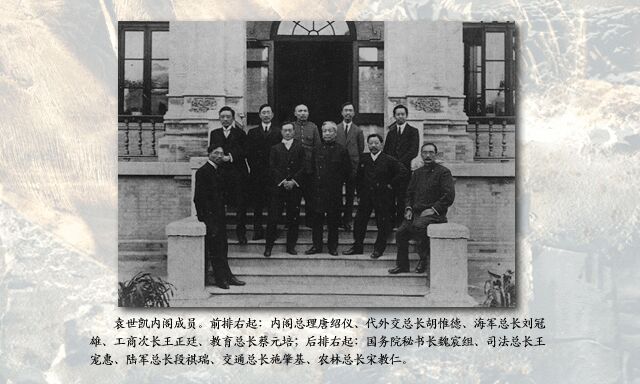 袁世凯内阁成员。前排右起：内阁总理唐绍仪、代外交总长胡惟德、海军总长刘冠
雄、工商次长王正廷、教育总长蔡元培；后排右起：国务院秘书长魏宸组、司法总长王
宠惠、陆军总长段祺瑞、交通总长施肇基、农林总长宋教仁。